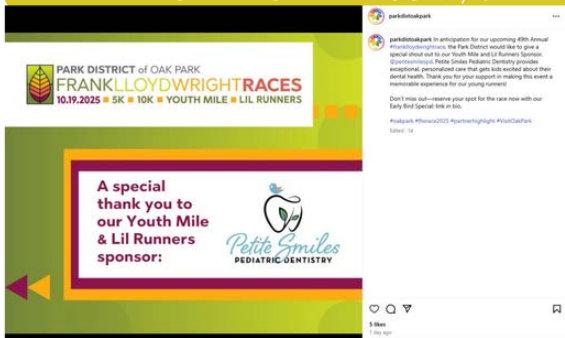 PARK DISTRICT of OAK PARK
FRANKLLOYDWRIGHTRACES
10.19.2025 5K 10K YOUTH MILE LIL RUNNERS
A special
thank you to
our Youth Mile
& Lil Runners
sponsor:
Petite Smiles
PEDIATRIC DENTISTRY
parkdistoakpark
parkdistoakpark In anticipation for our upcoming 49th Annual
#franklloydwrightrace, the Park District would like to give a
special shout out to our Youth Mile and Lil Runners Sponsor,
Petite Smiles Pediatric Dentistry provides
exceptional, personalized care that gets kids excited about their
dental health. Thank you for your support in making this event a
memorable experience for our young runners!
Don't miss out—reserve your spot for the race now with our
Early Bird Special: link in bio.
#oakpark #flwrace2025 #partnerhighlight #VisitOakPark
Edited · 1d
5 likes
1 day ago